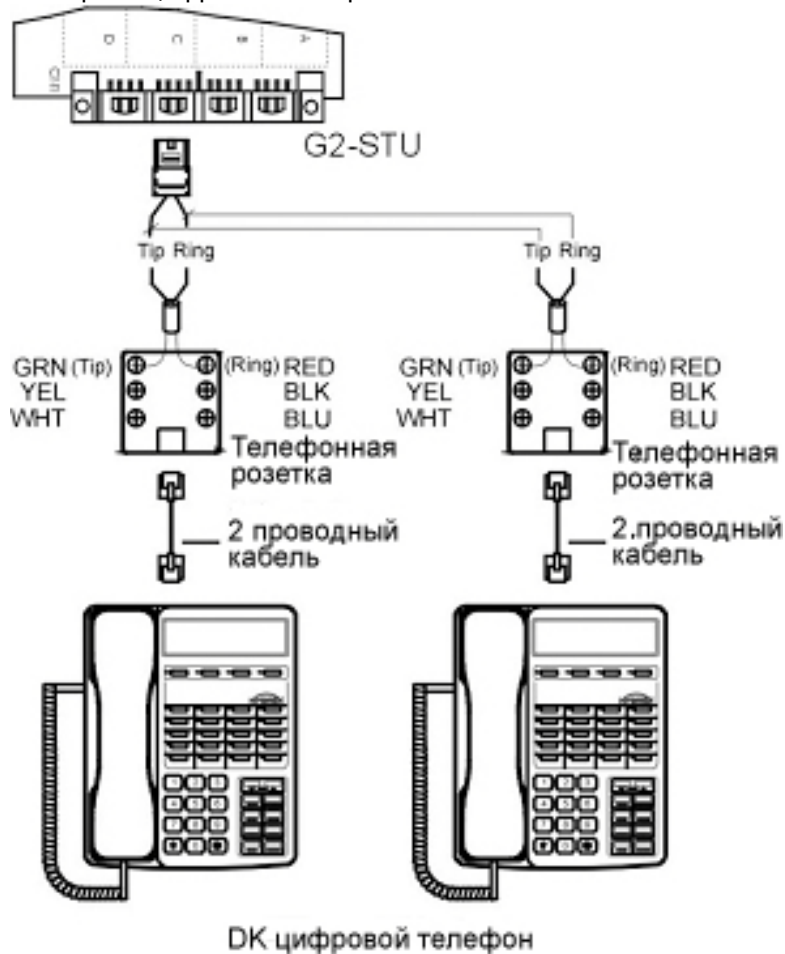 D C B A
G2-STU
Tip Ring Tip Ring
GRN (Tip) (Ring) RED
YEL BLK
WHT BLU
Телефонная
розетка
2 проводный
кабель
GRN (Tip) (Ring) RED
YEL BLK
WHT BLU
Телефонная
розетка
2.проводный
кабель
DK цифровой телефон